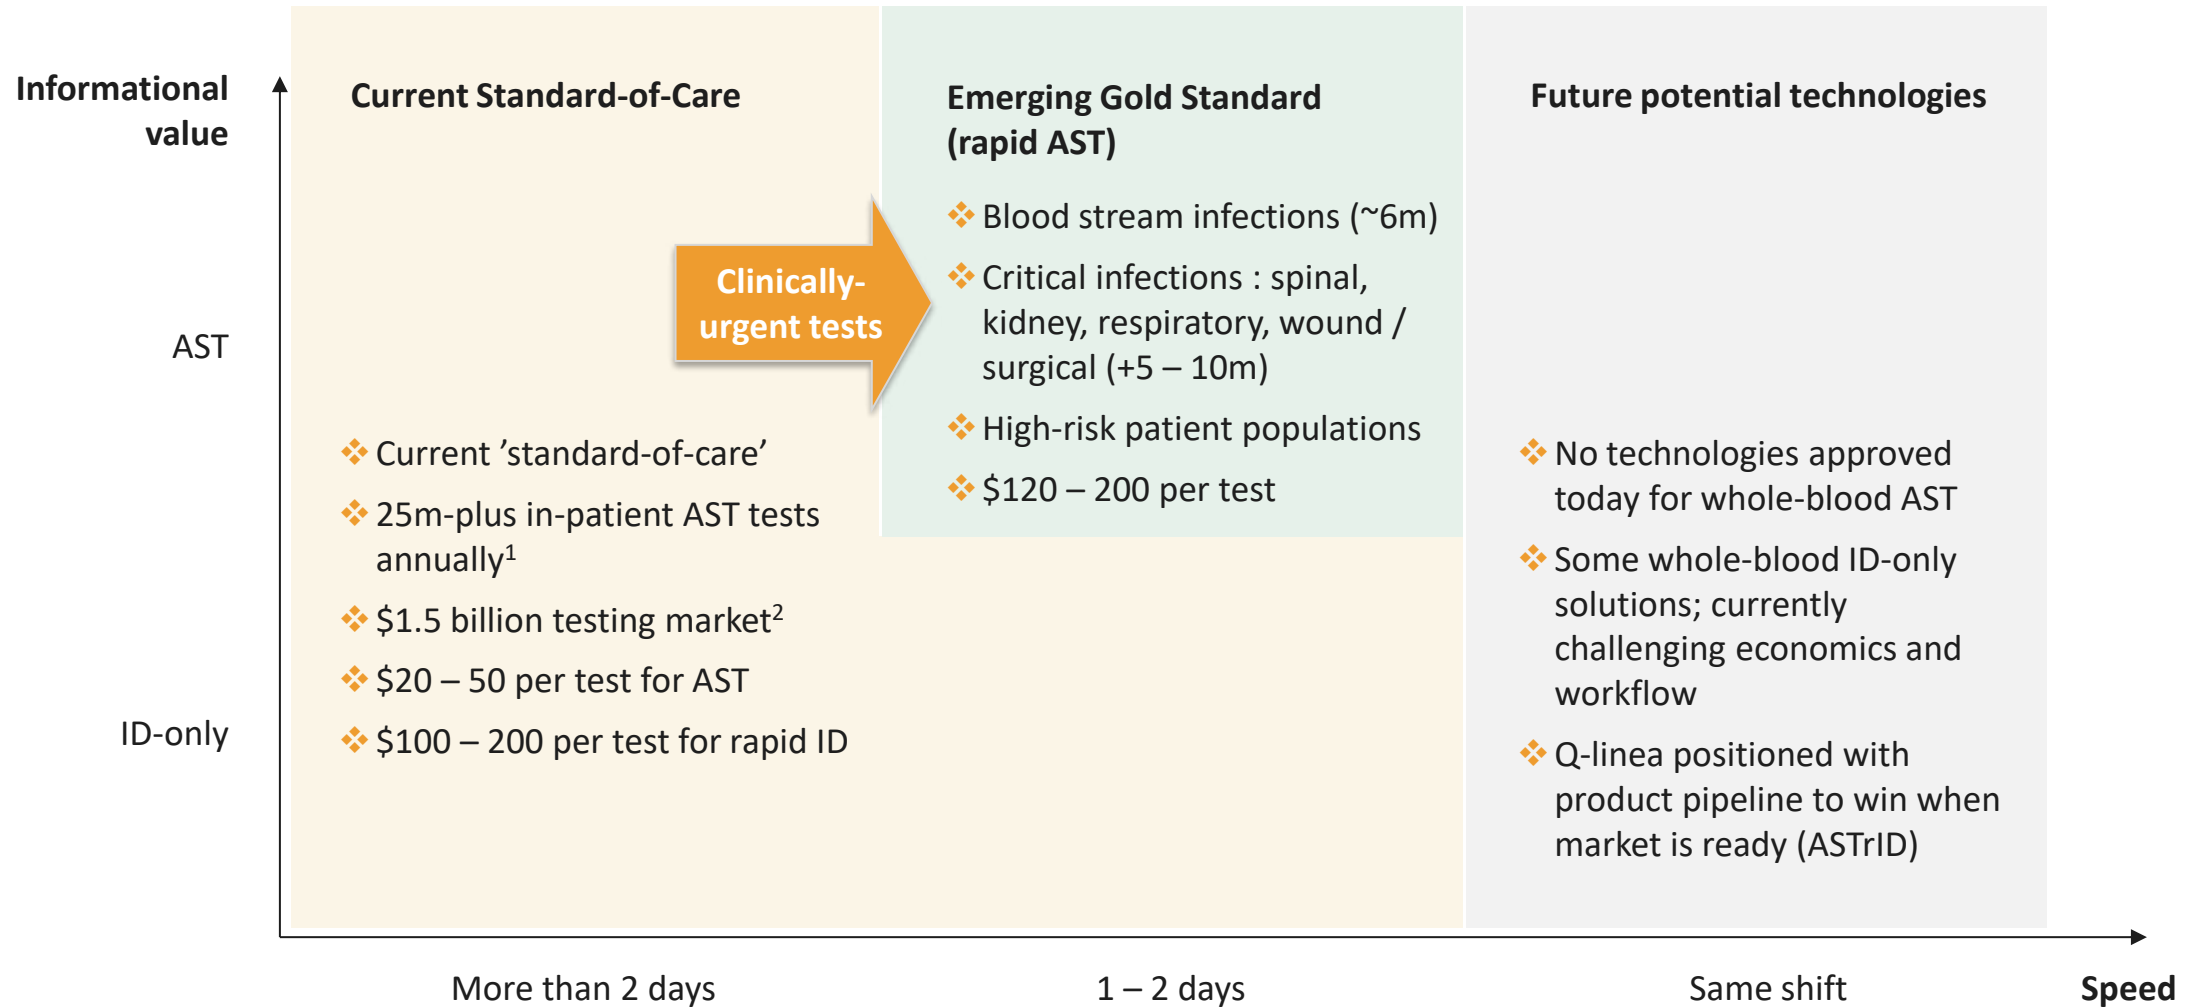 Informational
value
AST
ID-only
Current Standard-of-Care
❖ Current ’standard-of-care’
❖ 25m-plus in-patient AST tests
annually1
❖ $1.5 billion testing market2
❖ $20 – 50 per test for AST
❖ $100 – 200 per test for rapid ID
Clinically-
urgent tests
Emerging Gold Standard
(rapid AST)
❖ Blood stream infections (~6m)
❖ Critical infections : spinal,
kidney, respiratory, wound /
surgical (+5 – 10m)
❖ High-risk patient populations
❖ $120 – 200 per test
Future potential technologies
❖ No technologies approved
today for whole-blood AST
❖ Some whole-blood ID-only
solutions; currently
challenging economics and
workflow
❖ Q-linea positioned with
product pipeline to win when
market is ready (ASTrID)
More than 2 days
1 – 2 days
Same shift
Speed